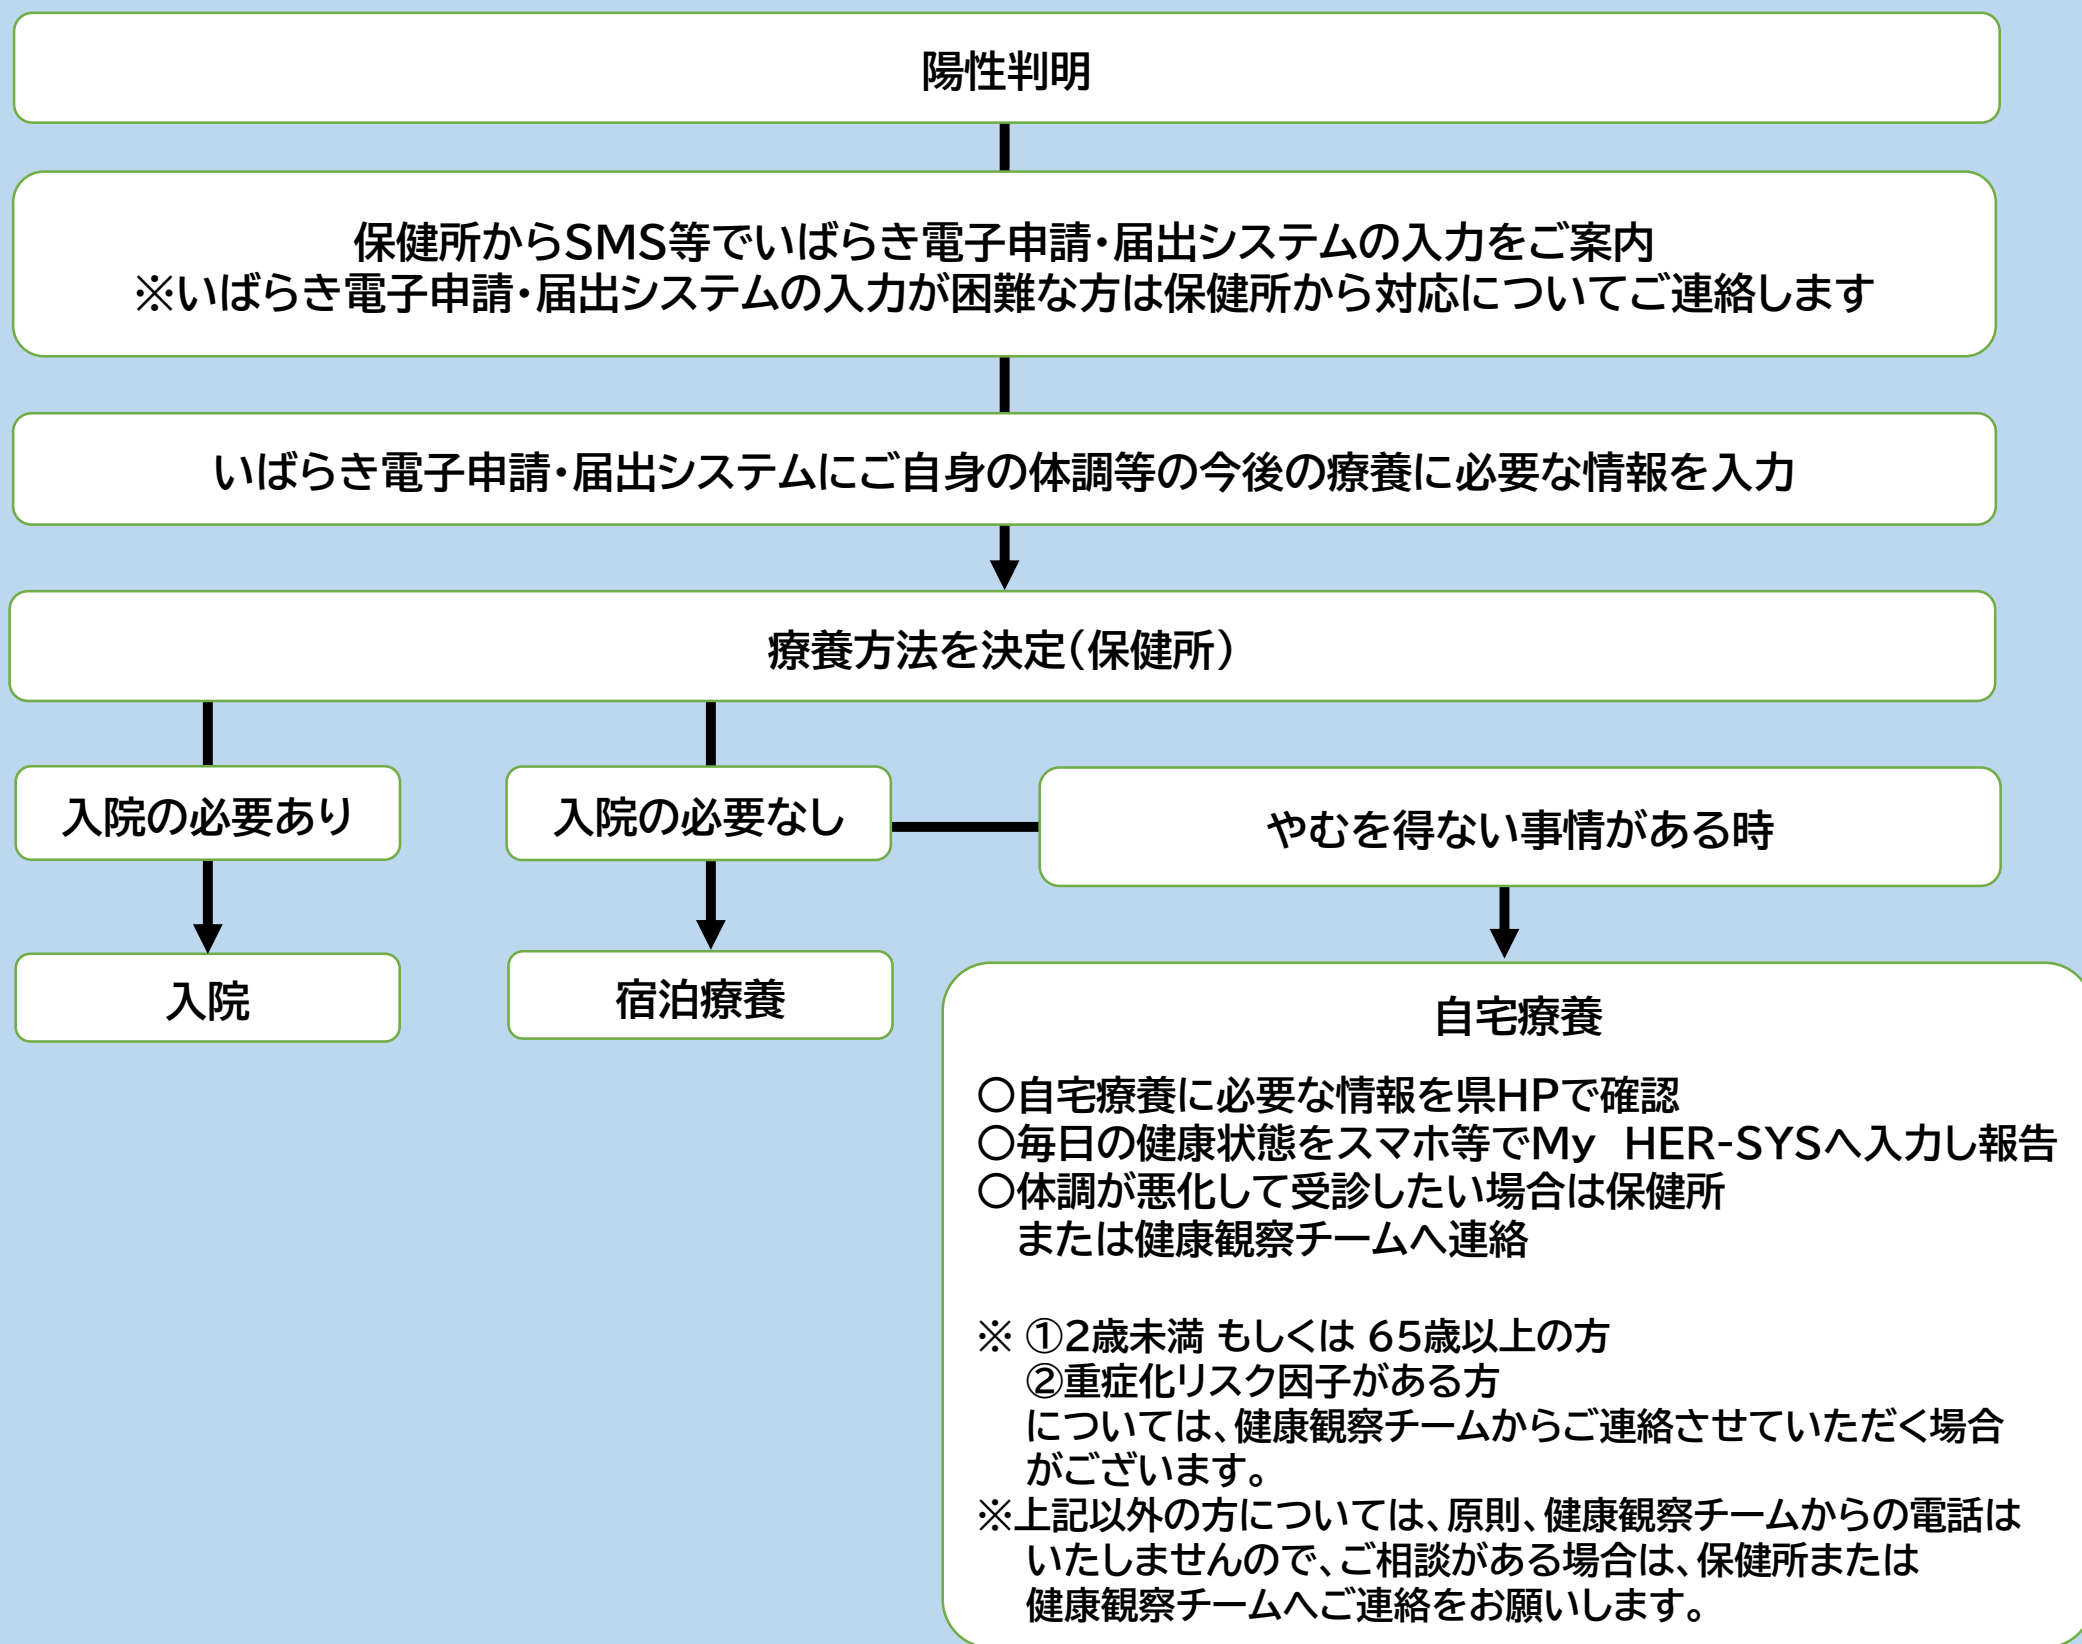 陽性判明
保健所からSMS等でいばらき電子申請・届出システムの入力をご案内
※いばらき電子申請・届出システムの入力が困難な方は保健所から対応についてご連絡します
いばらき電子申請・届出システムにご自身の体調等の今後の療養に必要な情報を入力
療養方法を決定（保健所）
入院の必要あり
入院の必要なし
やむを得ない事情がある時
入院
宿泊療養
自宅療養
○自宅療養に必要な情報を県HPで確認
○毎日の健康状態をスマホ等でMy　HER-SYSへ入力し報告
○体調が悪化して受診したい場合は保健所
または健康観察チームへ連絡
※ ①2歳未満 もしくは 65歳以上の方
②重症化リスク因子がある方
については、健康観察チームからご連絡させていただく場合
がございます。
※上記以外の方については、原則、健康観察チームからの電話は
いたしませんので、ご相談がある場合は、保健所または
健康観察チームへご連絡をお願いします。